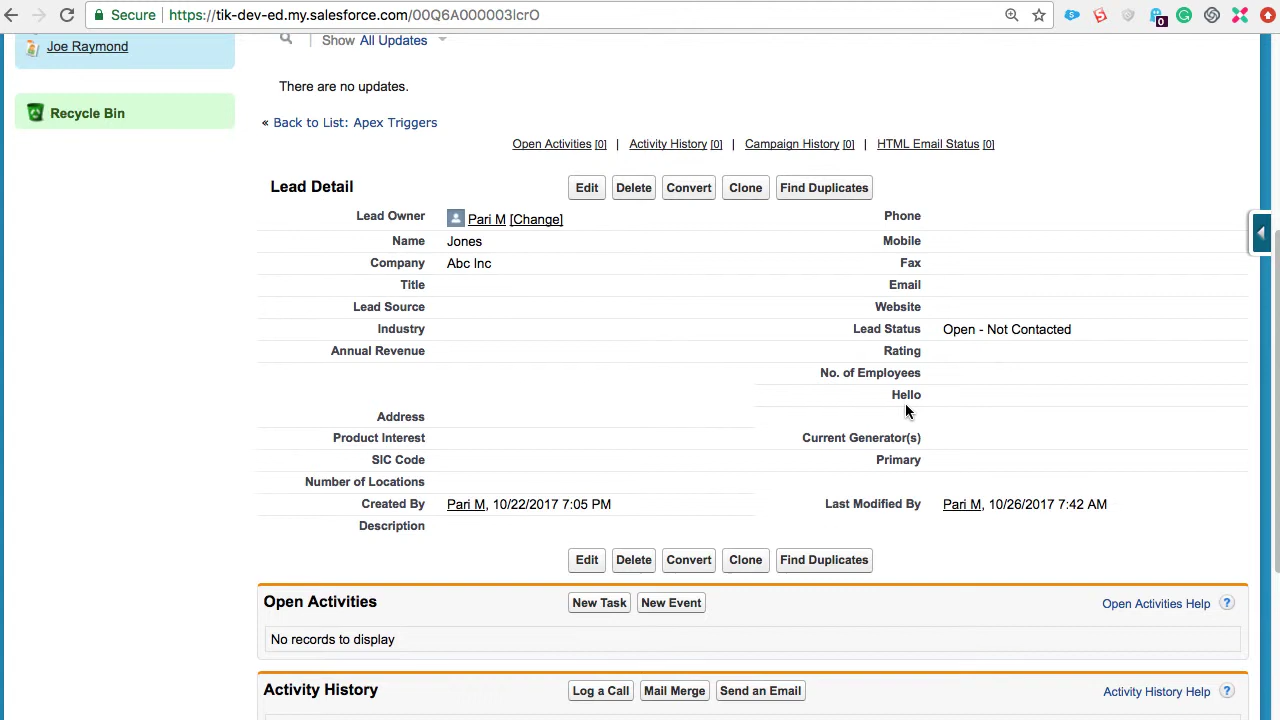 Secure https://tik-dev-ed.my.salesforce.com/00Q6A000003lcrO 0
Joe Raymond
Show All Updates
There are no updates.
Recycle Bin
« Back to List: Apex Triggers
Open Activities [0] | Activity History [0] | Campaign History [0] | HTML Email Status [0]
Lead Detail Edit Delete Convert Clone Find Duplicates
Lead Owner Pari M [Change] Phone
Name Jones Mobile
Company Abc Inc Fax
Title Email
Lead Source Website
Industry Lead Status Open - Not Contacted
Annual Revenue Rating
No. of Employees
Hello
Address
Product Interest Current Generator(s)
SIC Code Primary
Number of Locations
Created By Pari M, 10/22/2017 7:05 PM Last Modified By Pari M, 10/26/2017 7:42 AM
Description
Edit Delete Convert Clone Find Duplicates
Open Activities New Task New Event Open Activities Help ?
No records to display
Activity History Log a Call Mail Merge Send an Email Activity History Help ?